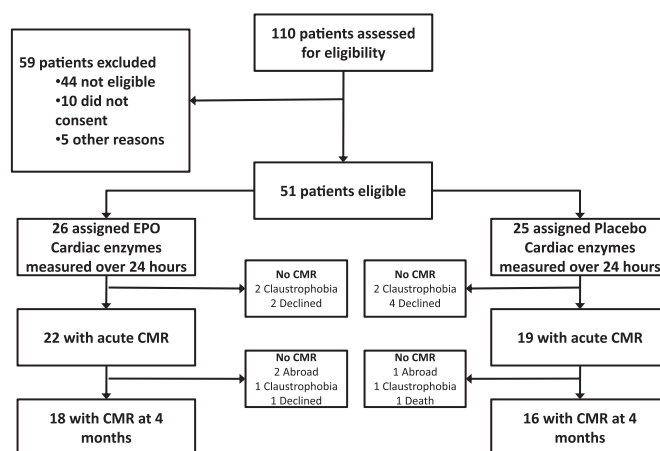 110 patients assessed
for eligibility
59 patients excluded
•44 not eligible
•10 did not
consent
•5 other reasons
51 patients eligible
26 assigned EPO
Cardiac enzymes
measured over 24 hours
25 assigned Placebo
Cardiac enzymes
measured over 24 hours
No CMR
2 Claustrophobia
2 Declined
No CMR
2 Claustrophobia
4 Declined
22 with acute CMR
19 with acute CMR
No CMR
2 Abroad
1 Claustrophobia
1 Declined
No CMR
1 Abroad
1 Claustrophobia
1 Death
18 with CMR at 4
months
16 with CMR at 4
months